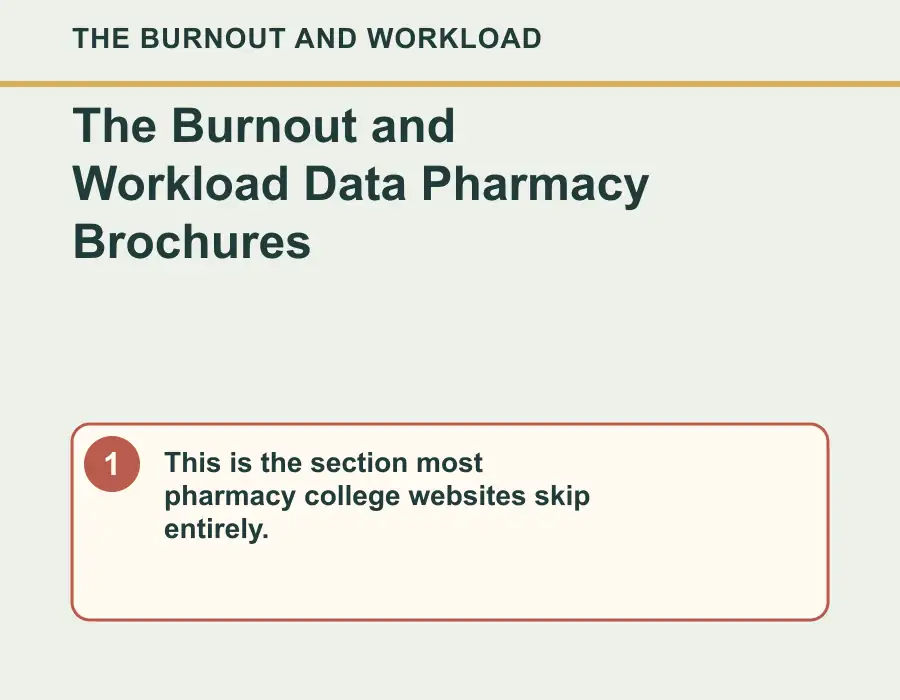 THE BURNOUT AND WORKLOAD
The Burnout and
Workload Data Pharmacy
Brochures
1
This is the section most
pharmacy college websites skip
entirely.